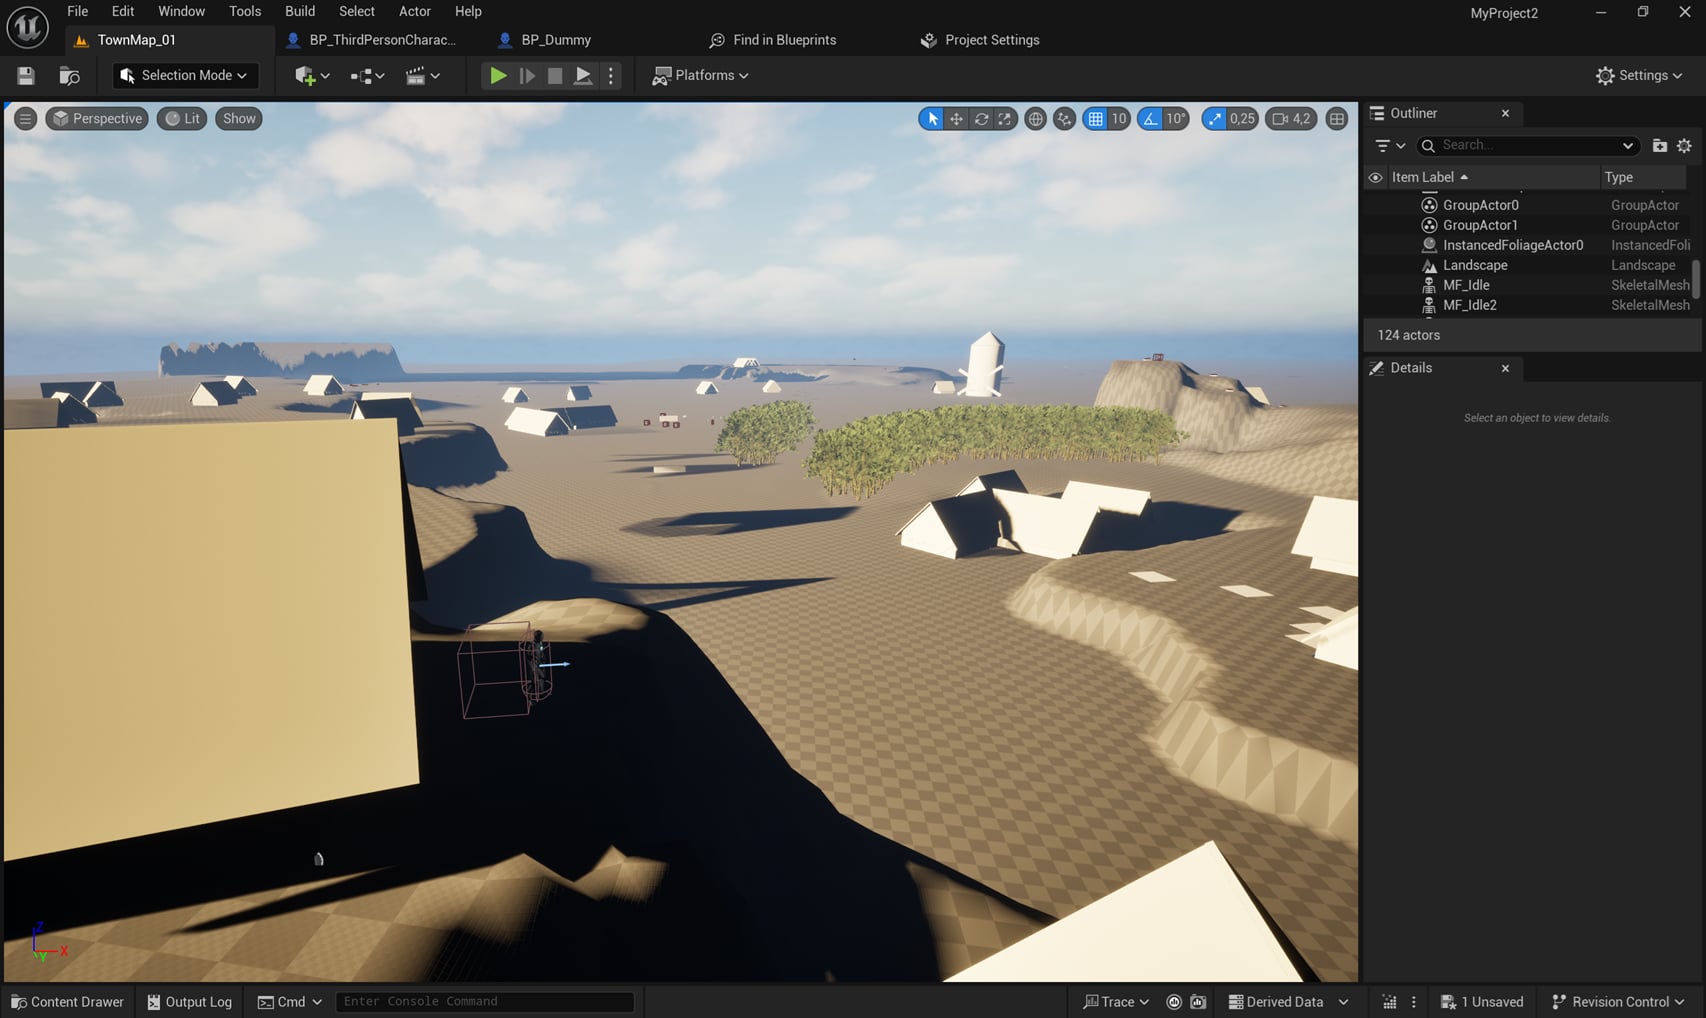 File Edit Window Tools Build Select Actor Help
MyProject2
TownMap_01
BP_ThirdPersonCharac...
BP_Dummy
Find in Blueprints
Project Settings
Selection Mode
Platforms
Settings
Perspective
Lit
Show
10
10°
0,25
4,2
Outliner
Search...
Item Label
Type
GroupActor0 GroupActor
GroupActor1 GroupActor
InstancedFoliageActor0 InstancedFoli
Landscape Landscape
MF_Idle SkeletalMesh
MF_Idle2 SkeletalMesh
124 actors
Details
Select an object to view details.
Z
X
Y
Content Drawer
Output Log
Cmd
Enter Console Command
Trace
Derived Data
1 Unsaved
Revision Control